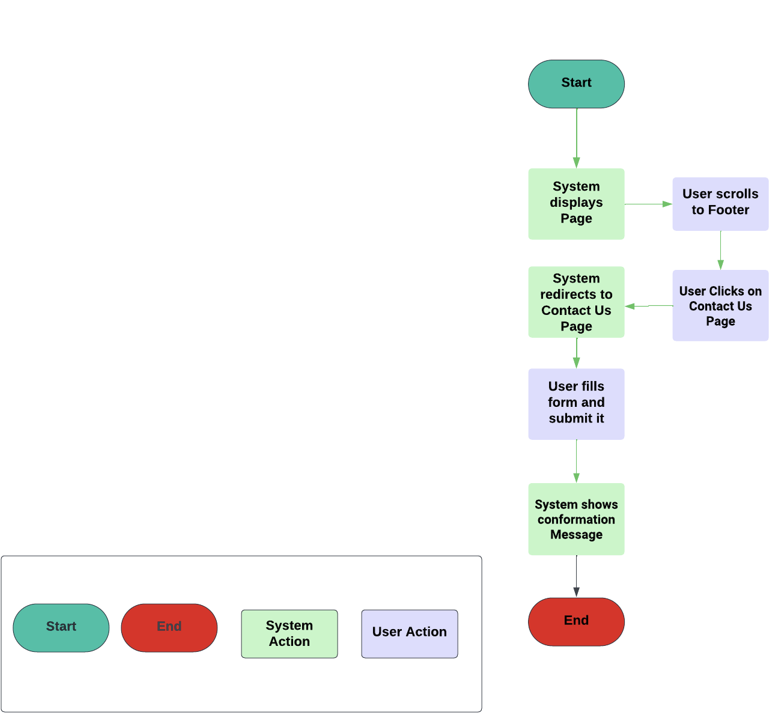 Start
System
displays
Page
User scrolls
to Footer
User Clicks on
Contact Us
Page
System
redirects to
Contact Us
Page
User fills
form and
submit it
System shows
conformation
Message
End
Start
End
System
Action
User Action